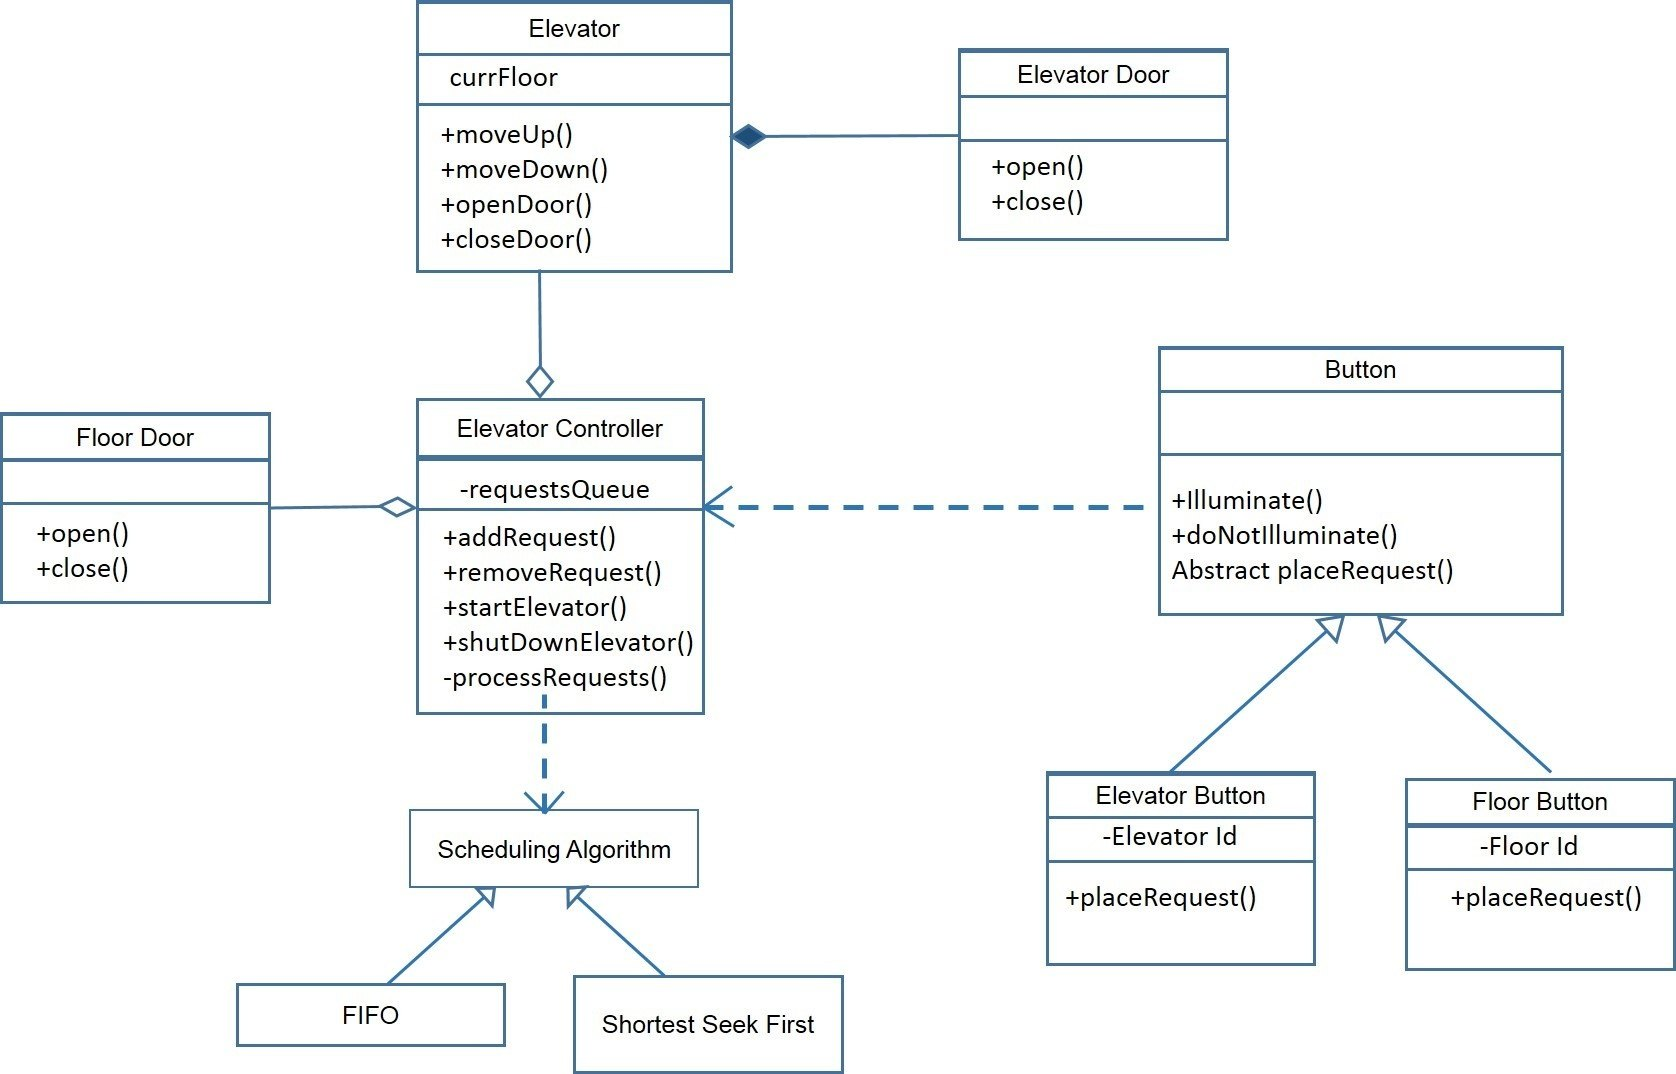 Elevator
currFloor
+moveUp()
+moveDown()
+openDoor()
+closeDoor()
Elevator Door
+open()
+close()
Floor Door
+open()
+close()
Elevator Controller
-requestsQueue
+addRequest()
+removeRequest()
+startElevator()
+shutDownElevator()
-processRequests()
Button
+Illuminate()
+doNotIlluminate()
Abstract placeRequest()
Scheduling Algorithm
FIFO
Shortest Seek First
Elevator Button
-Elevator Id
+placeRequest()
Floor Button
-Floor Id
+placeRequest()